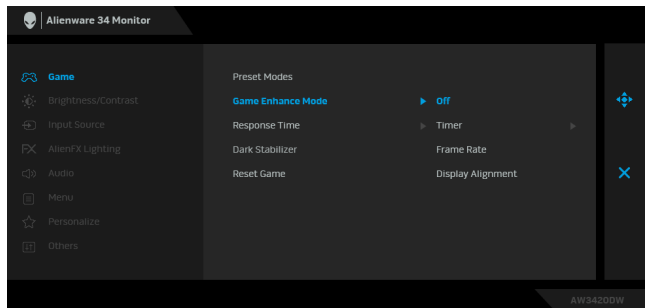 Alienware 34 Monitor
Game
Brightness/Contrast
Input Source
AlienFX Lighting
Audio
Menu
Personalize
Others
Preset Modes
Game Enhance Mode
Response Time
Dark Stabilizer
Reset Game
Off
Timer
Frame Rate
Display Alignment
AW3420DW